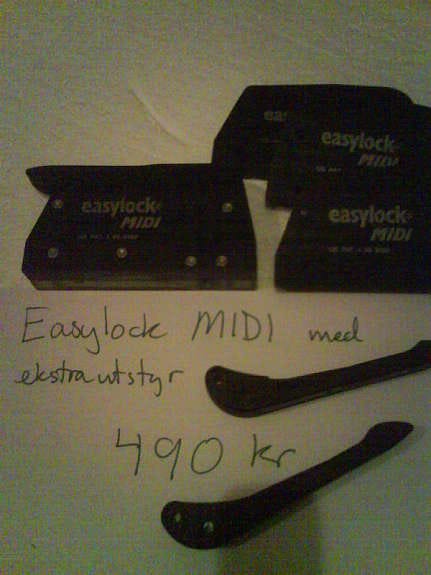 easylock
MIDI
easylock
MIDI
easylock
MIDI
Easylock MIDI med
ekstrautstyr
490 kr